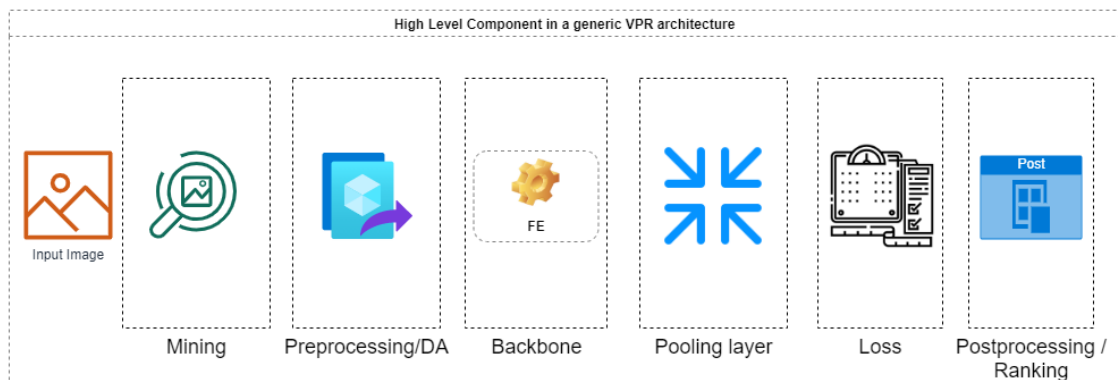 High Level Component in a generic VPR architecture
Input Image
FE
Post
Mining
Preprocessing/DA
Backbone
Pooling layer
Loss
Postprocessing /
Ranking